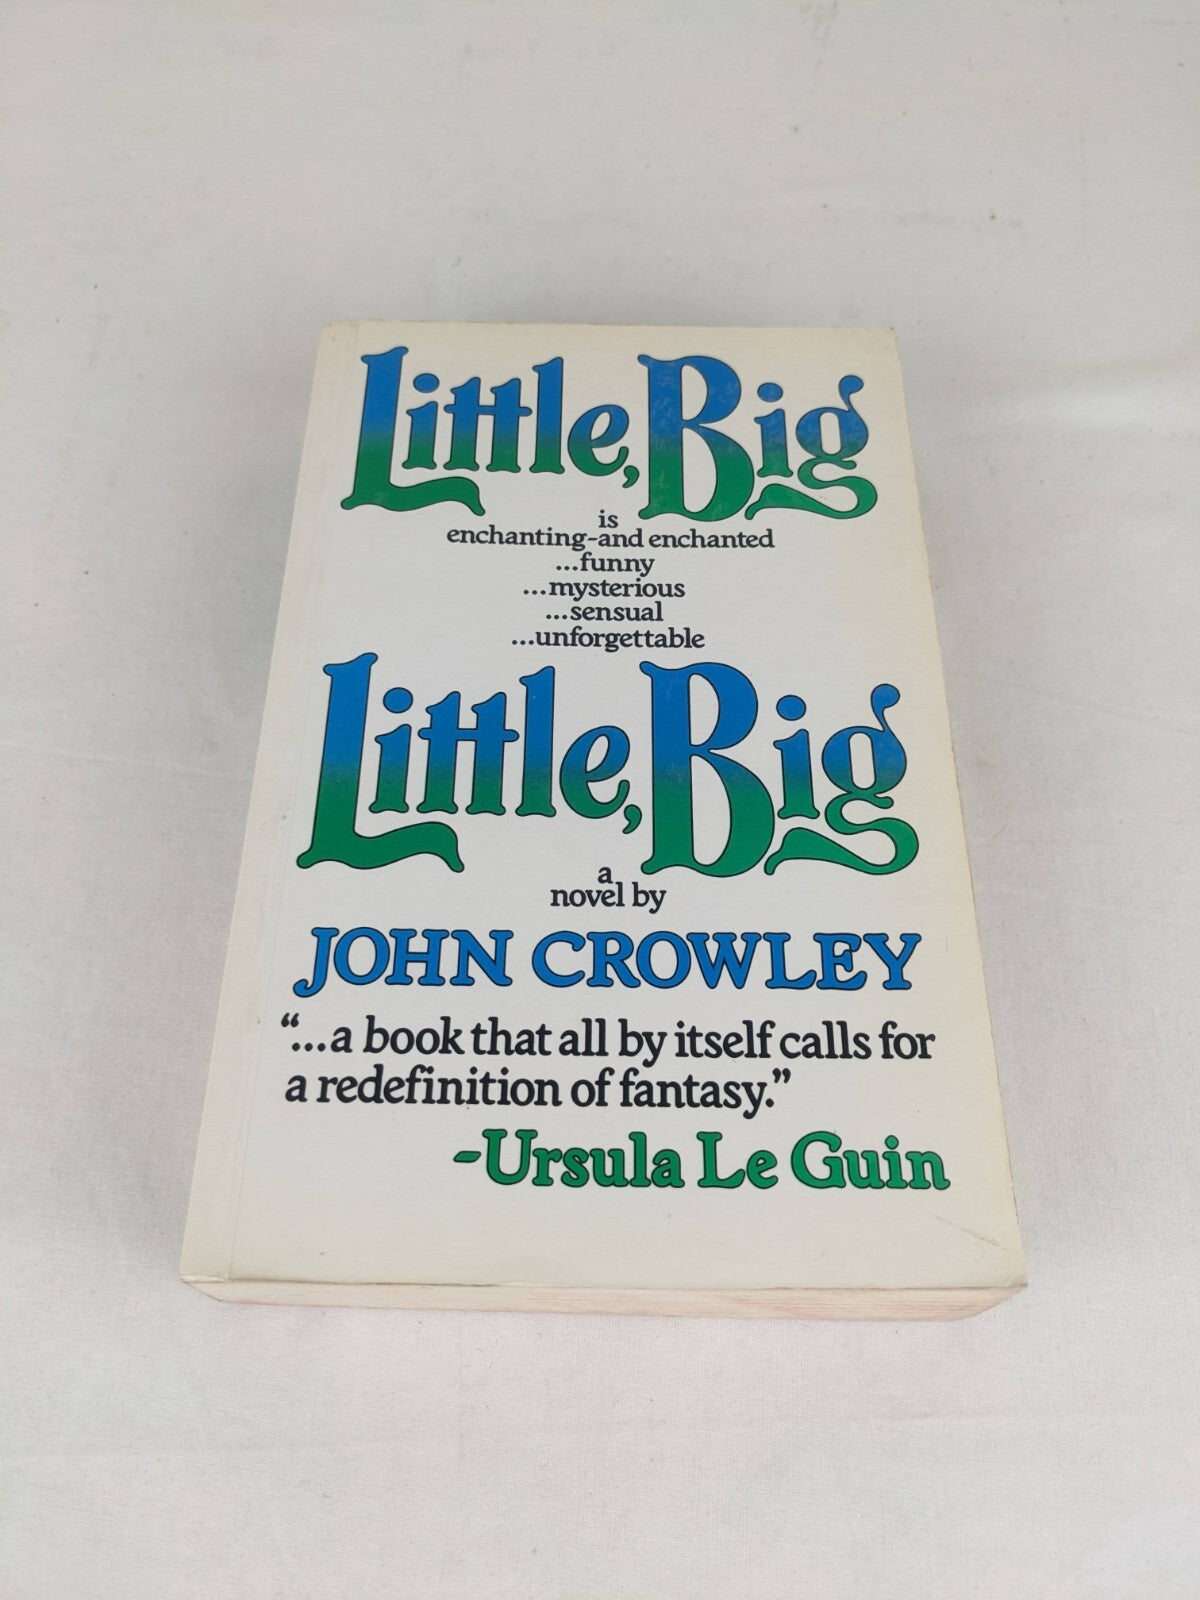 Little, Big
is
enchanting-and enchanted
...funny
...mysterious
...sensual
...unforgettable
Little, Big
a
novel by
JOHN CROWLEY
“...a book that all by itself calls for
a redefinition of fantasy.”
-Ursula Le Guin